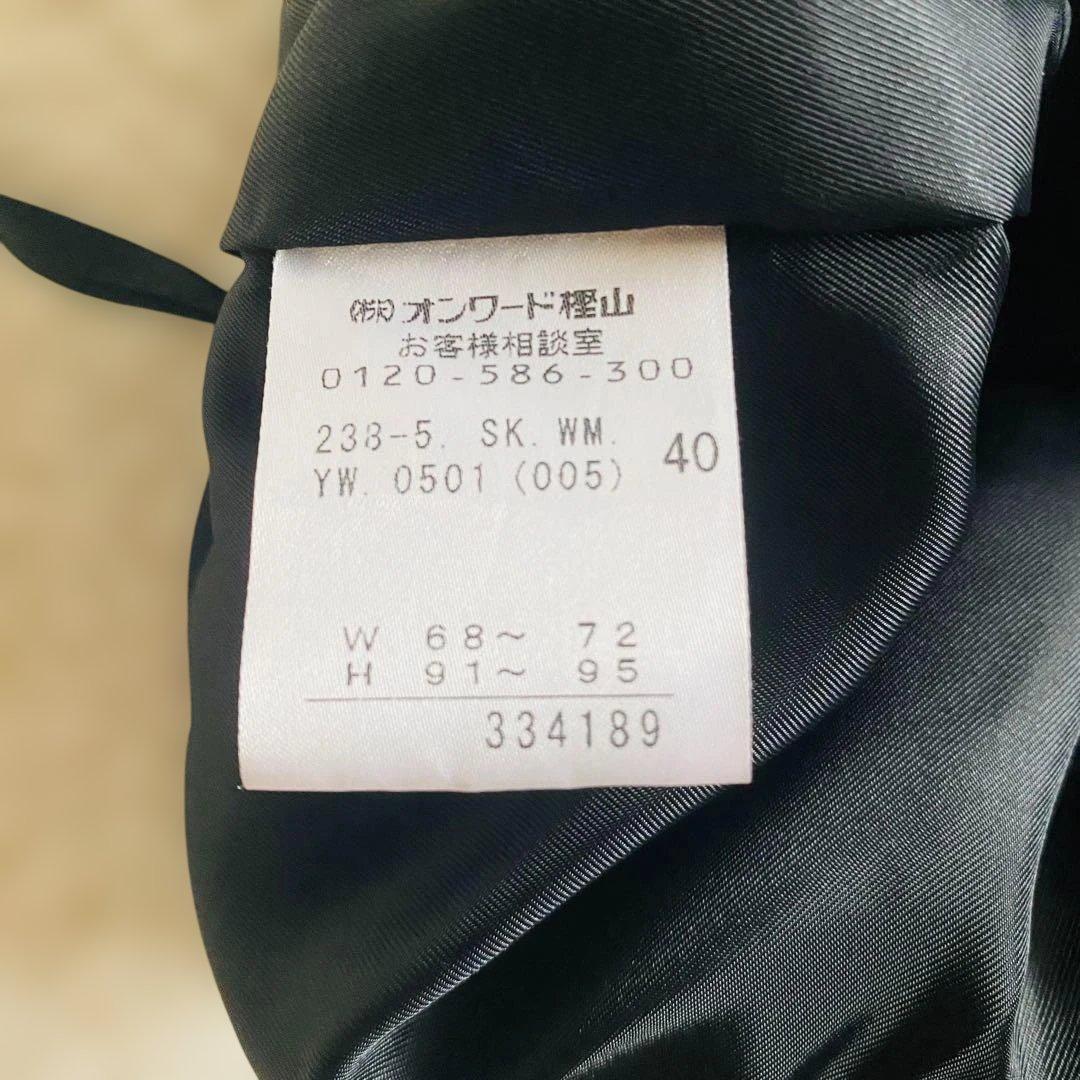 (株)オンワード樫山
お客様相談室
0120-586-300
238-5. SK. WM.
YW. 0501 (005) 40
W 68~ 72
H 91~ 95
334189